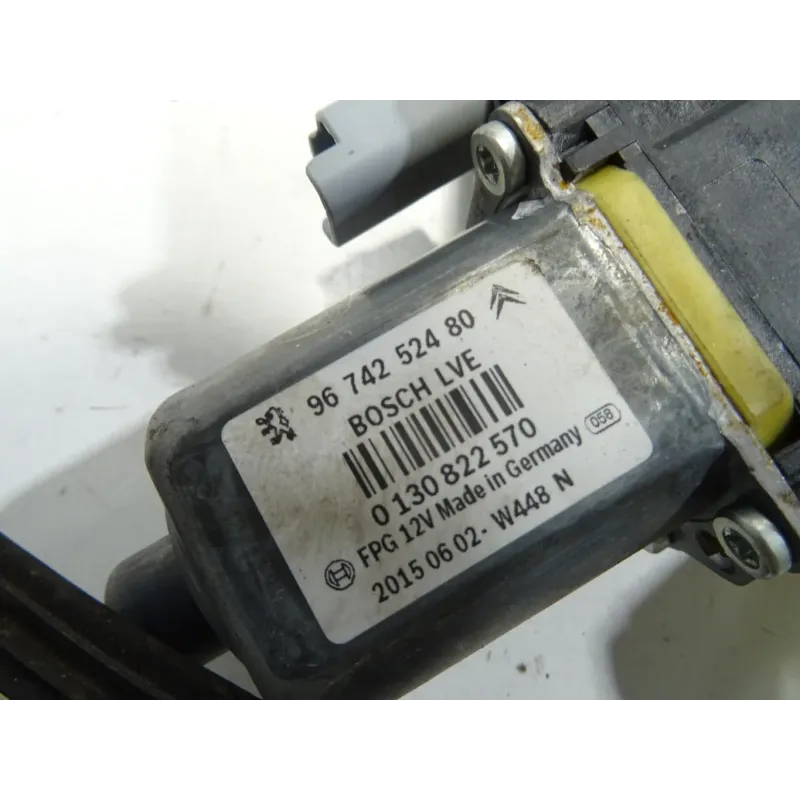 96 742 524 80
BOSCH LVE
0 130 822 570
FPG 12V Made in Germany 058
2015 06 02- W448 N